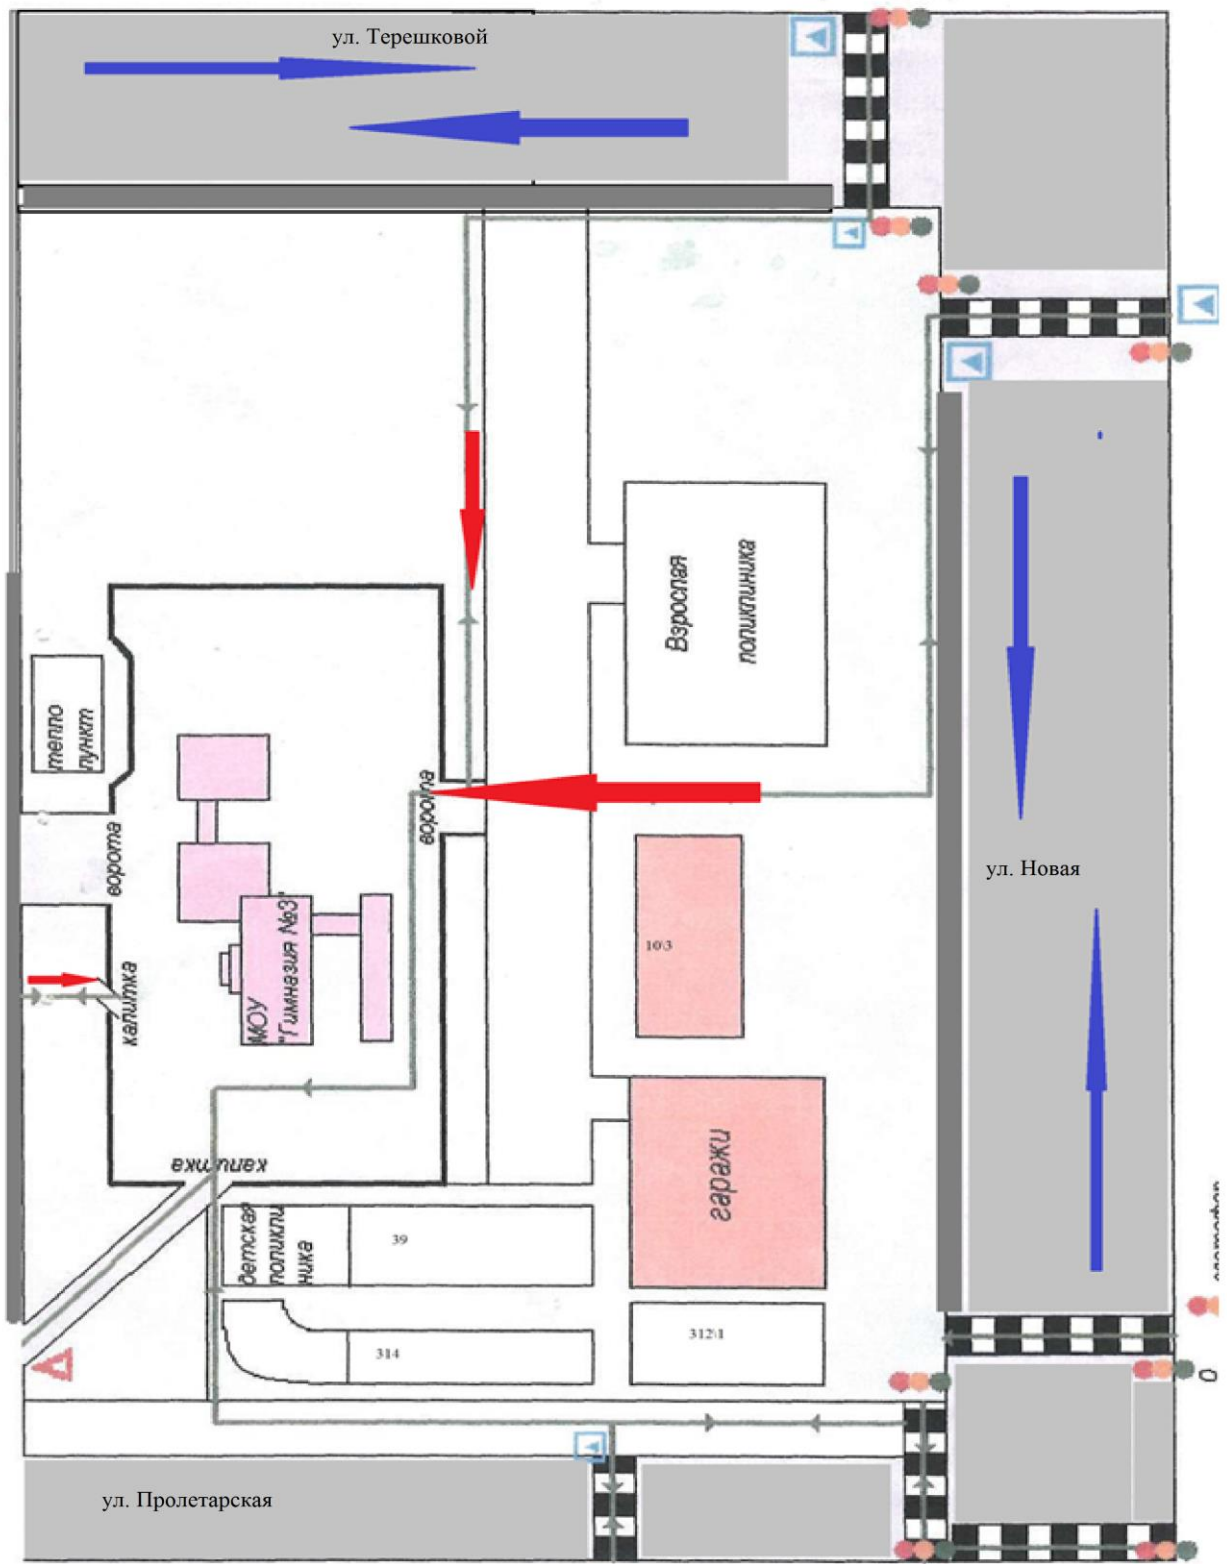 ул. Терешковой
Взрослая
поликлиника
тепло
пункт
ворота
ворота
ул. Новая
МОУ
"Гимназия №3"
10\3
калитка
калитка
гаражи
детская
поликли
ника
39
314
312\1
ул. Пролетарская